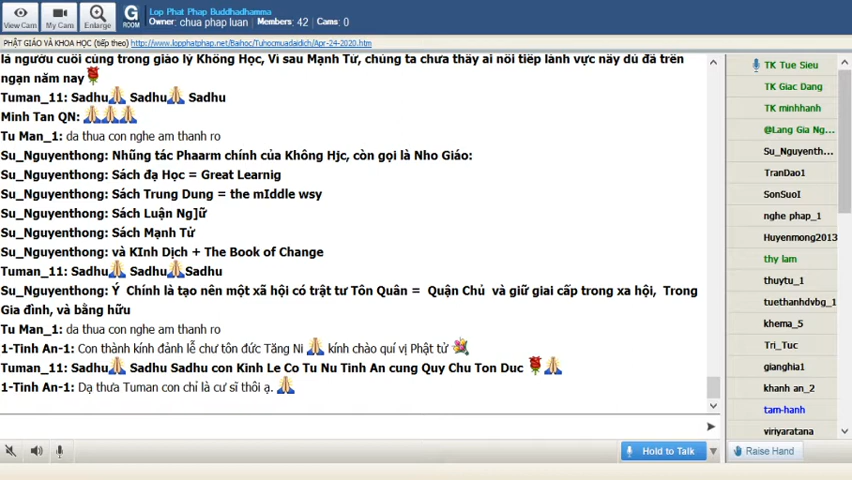 View Cam
My Cam
Enlarge
G
ROOM
Lop Phat Phap Buddhadhamma
Owner: chua phap luan Members: 42 Cams: 0
PHẬT GIÁO VÀ KHOA HỌC (tiếp theo) http://www.lopphatphap.net/Baihoc/Tuhocmuadaidich/Apr-24-2020.htm
là ngườu cuối cùng trong giáo lý Khổng Học, Vì sau Mạnh Tử, chúng ta chưa thấy ai nối tiếp lãnh vực nầy dủ đã trên
ngạn năm nay
Tuman_11: Sadhu Sadhu Sadhu
Minh Tan QN:
Tu Man_1: da thua con nghe am thanh ro
Su_Nguyenthong: Những tác Phaarm chính của Không Hjc, còn gọi là Nho Giáo:
Su_Nguyenthong: Sách đạ Học = Great Learnig
Su_Nguyenthong: Sách Trung Dung = the mIddle wsy
Su_Nguyenthong: Sách Luận Ng]ữ
Su_Nguyenthong: Sách Mạnh Tử
Su_Nguyenthong: và KInh Dịch + The Book of Change
Tuman_11: Sadhu Sadhu Sadhu
Su_Nguyenthong: Ý Chính là tạo nên một xã hội có trật tư Tôn Quân = Quận Chủ và giữ giai cấp trong xa hội, Trong
Gia đình, và bằng hữu
Tu Man_1: da thua con nghe am thanh ro
1-Tinh An-1: Con thành kính đảnh lễ chư tôn đức Tăng Ni kính chào quí vị Phật tử
Tuman_11: Sadhu Sadhu Sadhu con Kinh Le Co Tu Nu Tinh An cung Quy Chu Ton Duc
1-Tinh An-1: Dạ thưa Tuman con chỉ là cư sĩ thôi ạ.
Hold to Talk
TK Tue Sieu
TK Giac Dang
TK minhhanh
@Lang Gia Ng...
Su_Nguyenth...
TranDao1
SonSuoI
nghe phap_1
Huyenmong2013
thy lam
thuytu_1
tuethanhdvbg_1
khema_5
Tri_Tuc
gianghia1
khanh an_2
tam-hanh
viriyaratana
Raise Hand